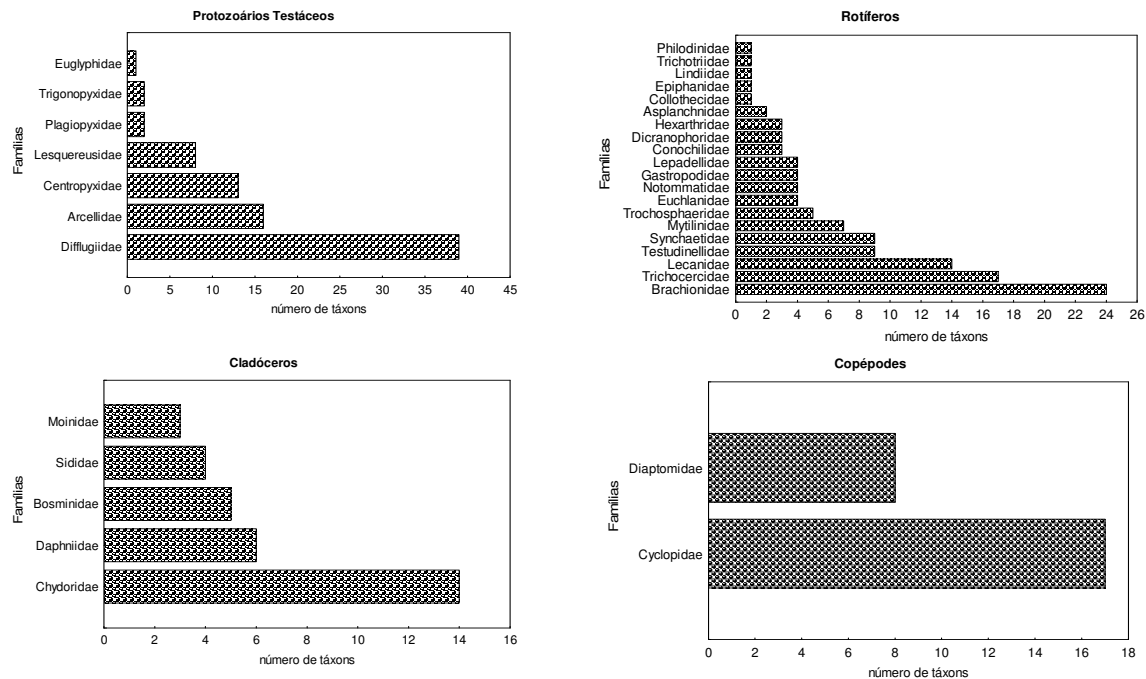 Protozoários Testáceos
Famílias
Euglyphidae
Trigonopyxidae
Plagiopyxidae
Lesquereusidae
Centropyxidae
Arcellidae
Difflugiidae
0 5 10 15 20 25 30 35 40 45
número de táxons
Rotíferos
Famílias
Philodinidae
Trichotriidae
Lindiidae
Epiphanidae
Collothecidae
Asplanchnidae
Hexarthridae
Dicranophoridae
Conochilidae
Lepadellidae
Gastropodidae
Notommatidae
Euchlanidae
Trochosphaeridae
Mytilinidae
Synchaetidae
Testudinellidae
Lecanidae
Trichocercidae
Brachionidae
0 2 4 6 8 10 12 14 16 18 20 22 24 26
número de táxons
Cladóceros
Famílias
Moinidae
Sididae
Bosminidae
Daphniidae
Chydoridae
0 2 4 6 8 10 12 14 16
número de táxons
Copépodes
Famílias
Diaptomidae
Cyclopidae
0 2 4 6 8 10 12 14 16 18
número de táxons